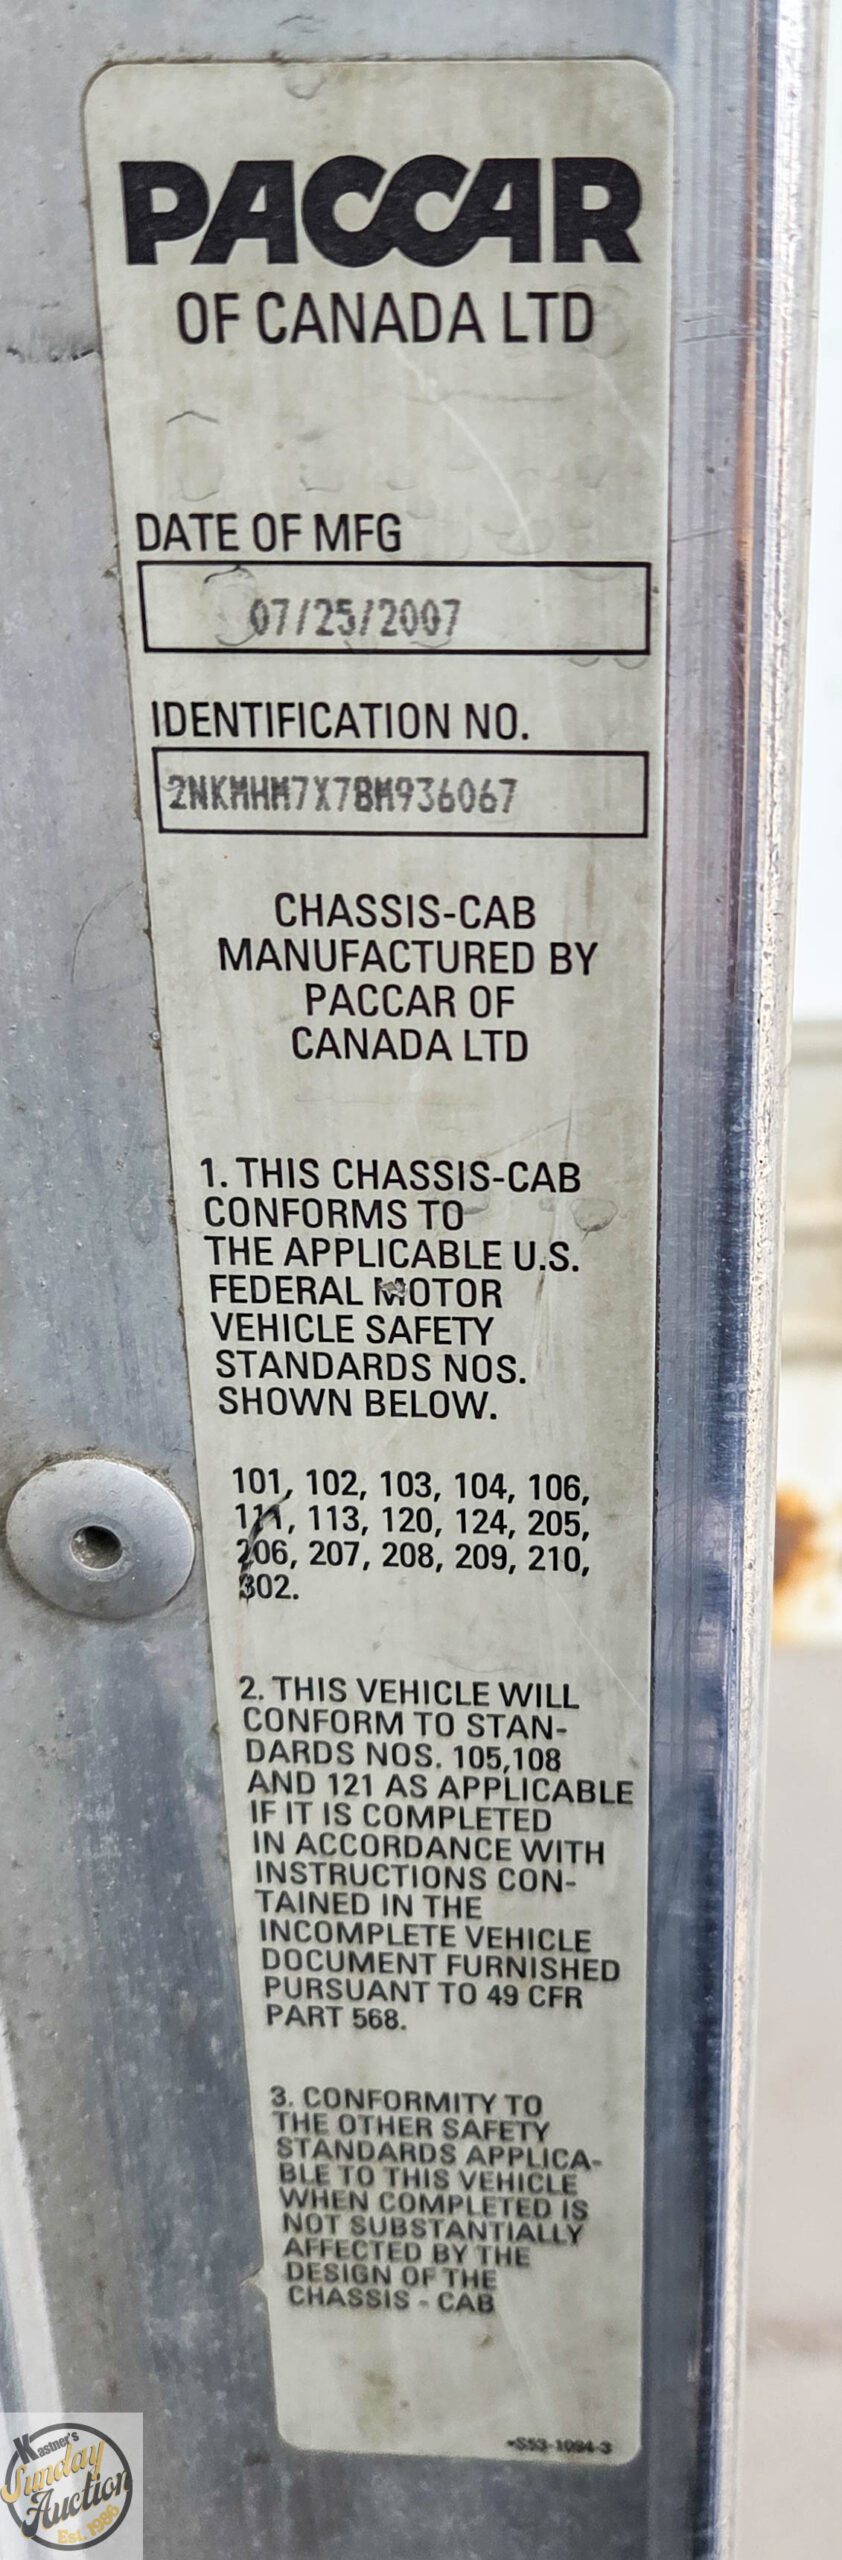 PACCAR
OF CANADA LTD
DATE OF MFG
07/25/2007
IDENTIFICATION NO.
2NKMHM7X78M936067
CHASSIS-CAB
MANUFACTURED BY
PACCAR OF
CANADA LTD
1. THIS CHASSIS-CAB
CONFORMS TO
THE APPLICABLE U.S.
FEDERAL MOTOR
VEHICLE SAFETY
STANDARDS NOS.
SHOWN BELOW.
101, 102, 103, 104, 106,
111, 113, 120, 124, 205,
206, 207, 208, 209, 210,
302.
2. THIS VEHICLE WILL
CONFORM TO STAN-
DARDS NOS. 105,108
AND 121 AS APPLICABLE
IF IT IS COMPLETED
IN ACCORDANCE WITH
INSTRUCTIONS CON-
TAINED IN THE
INCOMPLETE VEHICLE
DOCUMENT FURNISHED
PURSUANT TO 49 CFR
PART 568.
3. CONFORMITY TO
THE OTHER SAFETY
STANDARDS APPLICA-
BLE TO THIS VEHICLE
WHEN COMPLETED IS
NOT SUBSTANTIALLY
AFFECTED BY THE
DESIGN OF THE
CHASSIS - CAB
S53-1094-3
Kastner's
Sunday
Auction
Est. 1986